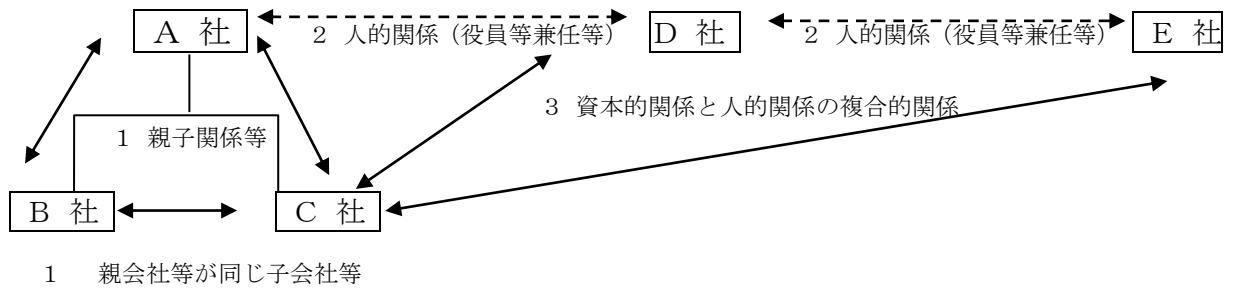 A 社
2 人的関係（役員等兼任等）
D 社
2 人的関係（役員等兼任等）
E 社
3 資本的関係と人的関係の複合的関係
1 親子関係等
B 社
C 社
1 親会社等が同じ子会社等